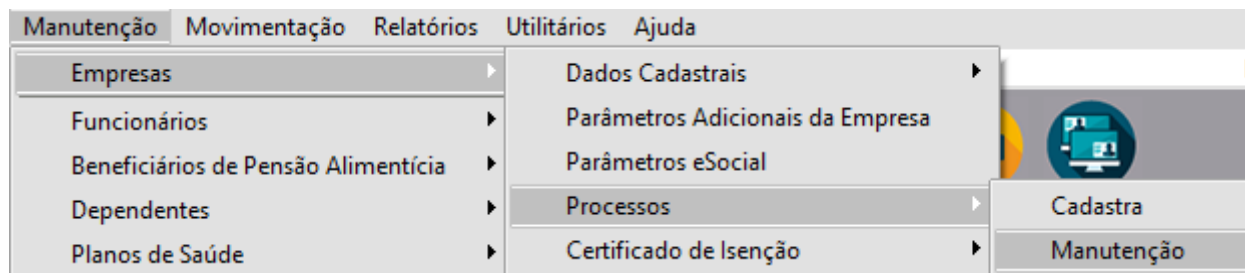 Manutenção Movimentação Relatórios Utilitários Ajuda
Empresas
Funcionários
Beneficiários de Pensão Alimentícia
Dependentes
Planos de Saúde
Dados Cadastrais
Parâmetros Adicionais da Empresa
Parâmetros eSocial
Processos
Certificado de Isenção
Cadastra
Manutenção